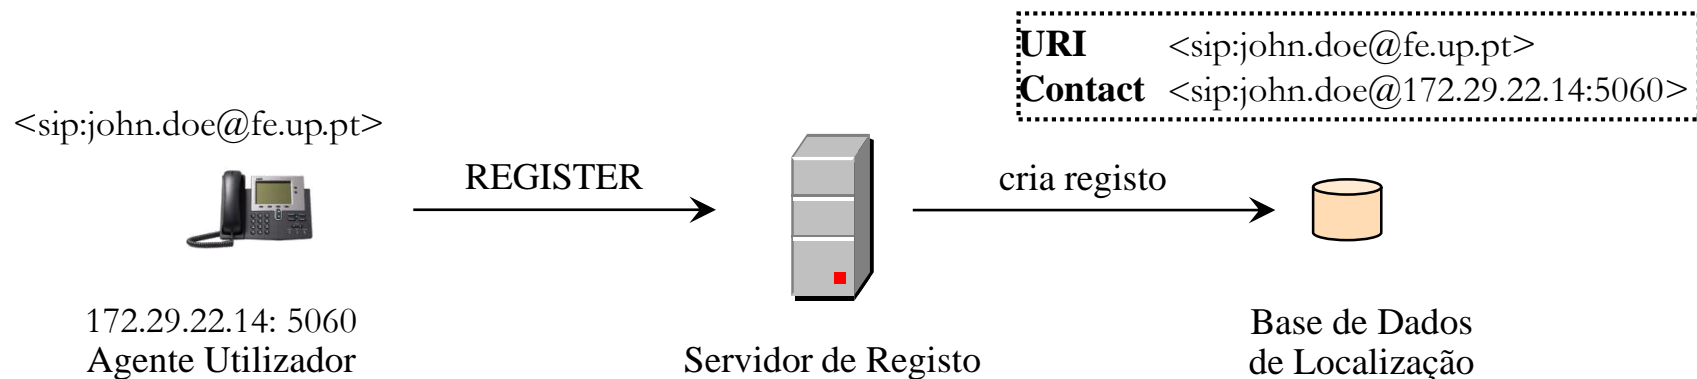 URI <sip:john.doe@fe.up.pt>
Contact <sip:john.doe@172.29.22.14:5060>
<sip:john.doe@fe.up.pt>
REGISTER
cria registo
172.29.22.14: 5060
Agente Utilizador
Servidor de Registo
Base de Dados
de Localização